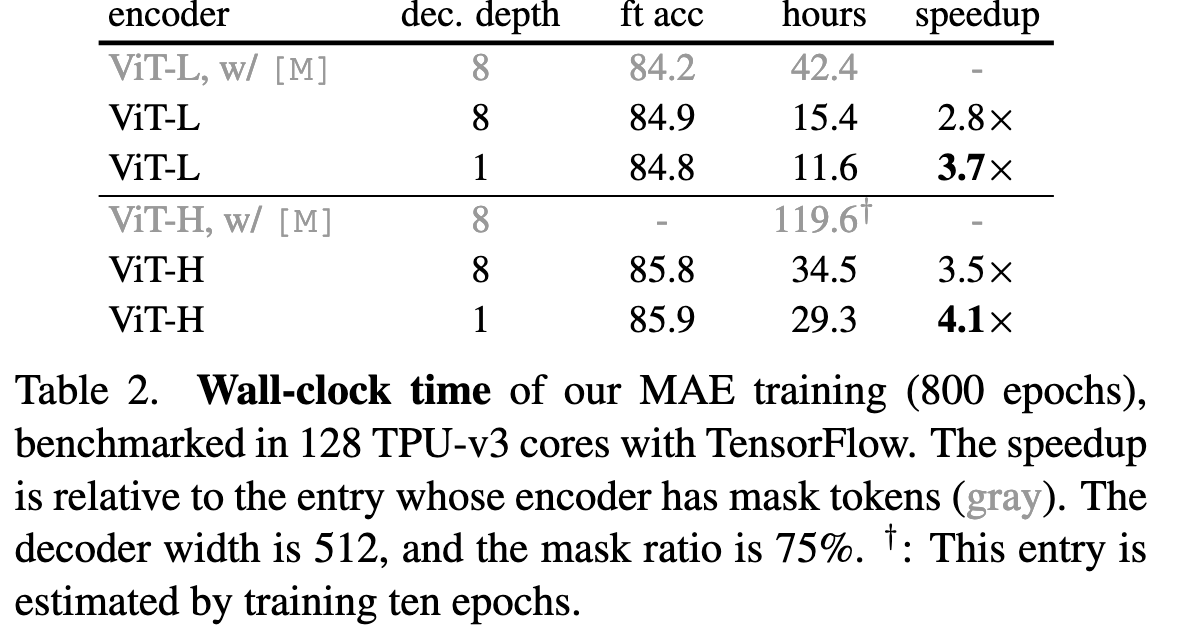 encoder dec. depth ft acc hours speedup
ViT-L, w/ [M] 8 84.2 42.4 -
ViT-L 8 84.9 15.4 2.8×
ViT-L 1 84.8 11.6 3.7×
ViT-H, w/ [M] 8 - 119.6† -
ViT-H 8 85.8 34.5 3.5×
ViT-H 1 85.9 29.3 4.1×
Table 2. Wall-clock time of our MAE training (800 epochs),
benchmarked in 128 TPU-v3 cores with TensorFlow. The speedup
is relative to the entry whose encoder has mask tokens (gray). The
decoder width is 512, and the mask ratio is 75%. †: This entry is
estimated by training ten epochs.